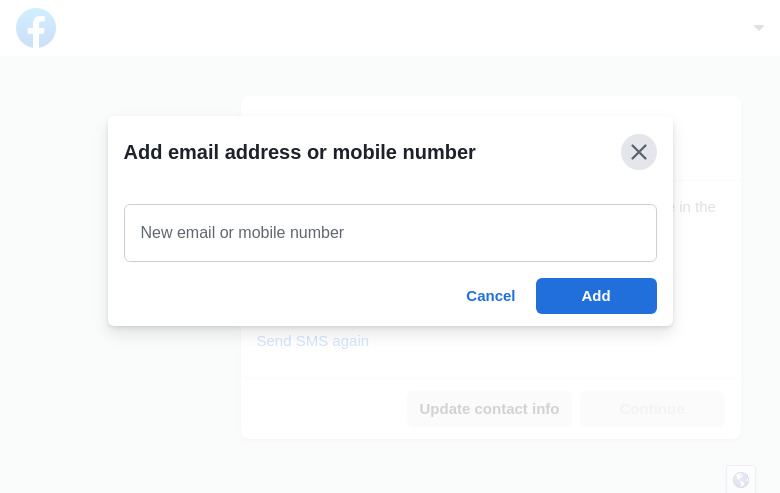 Add email address or mobile number
in the
New email or mobile number
Cancel
Add
Send SMS again
Update contact info
Continue